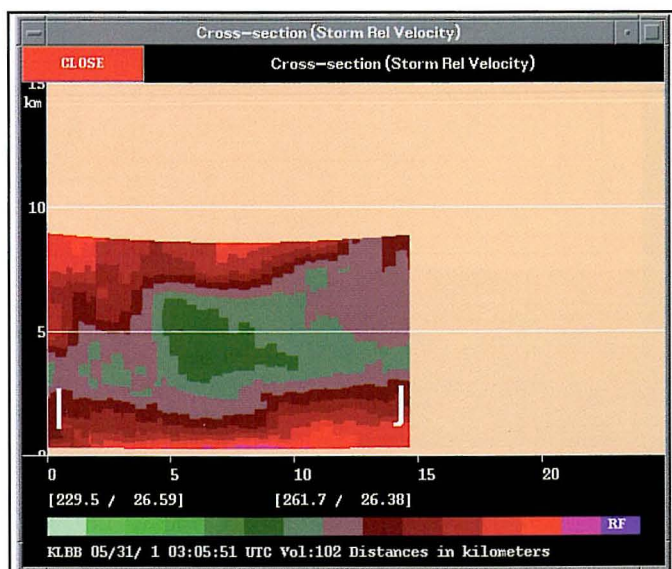 Cross-section (Storm Rel Velocity)
CLOSE
Cross-section (Storm Rel Velocity)
15
km
10
5
0
0
5
10
15
20
[229.5 / 26.59]
[261.7 / 26.38]
RF
KLBB 05/31/ 1 03:05:51 UTC Vol:102 Distances in kilometers